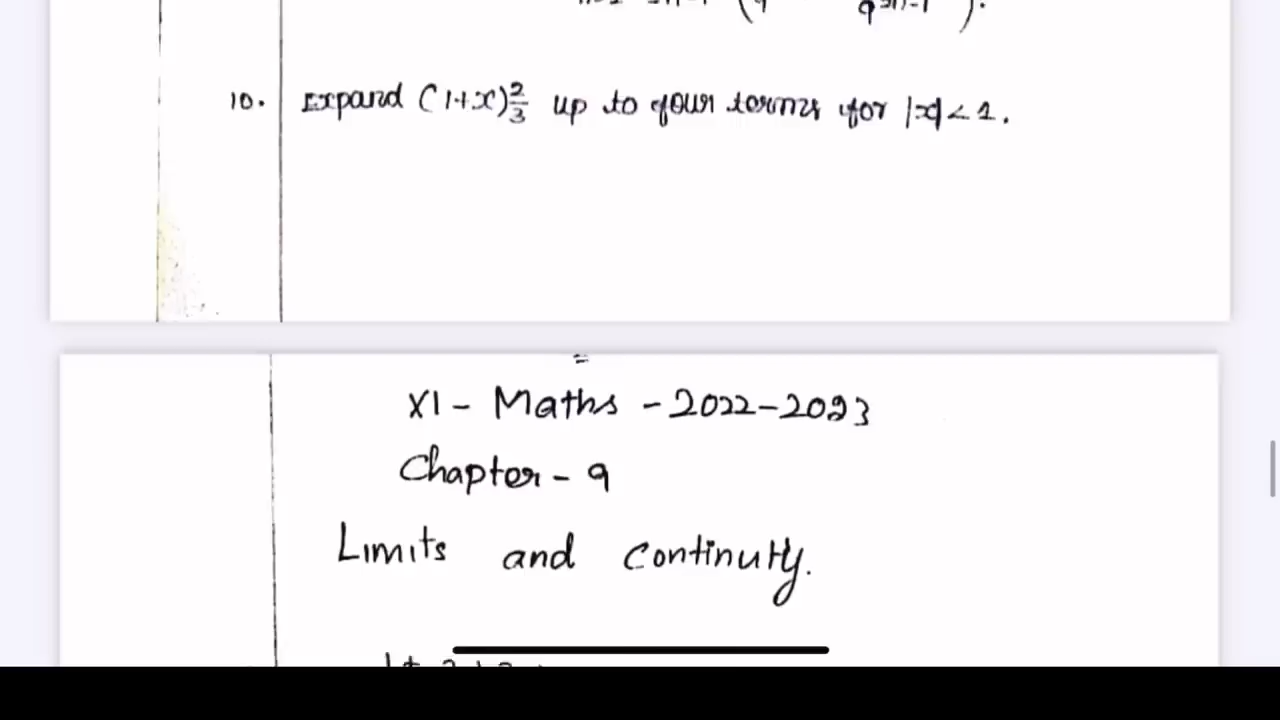 10. Expand (1+x)^2/3 up to four terms for |x| < 1.
XI - Maths - 2022-2023
Chapter - 9
Limits and Continuity.